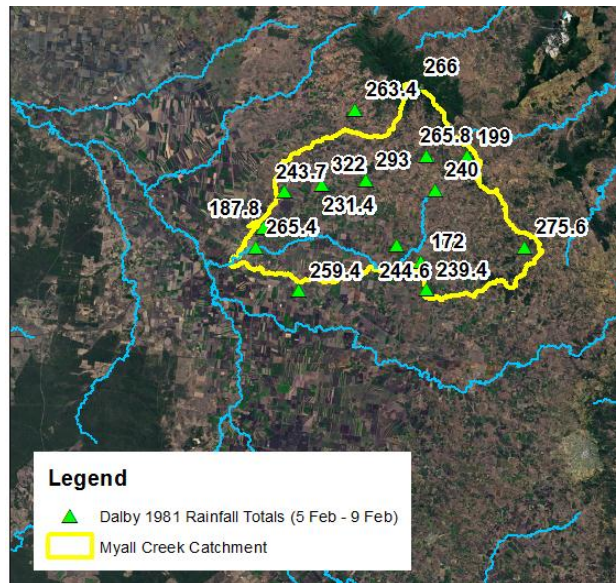 266
263.4
265.8 199
322 293
243.7 240
231.4
187.8
265.4 275.6
172
259.4 244.6 239.4
Legend
Dalby 1981 Rainfall Totals (5 Feb - 9 Feb)
Myall Creek Catchment